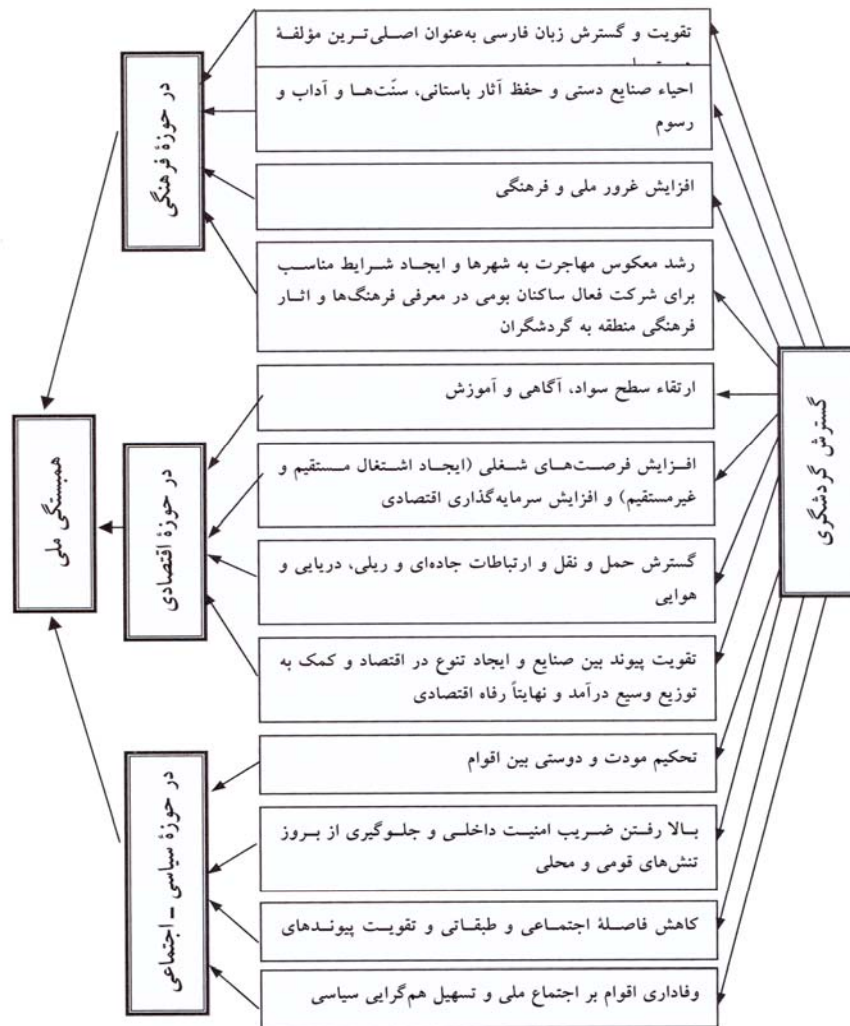 گسترش گردشگری
تقویت و گسترش زبان فارسی به‌عنوان اصلی‌ترین مؤلفهٔ
احیاء صنایع دستی و حفظ آثار باستانی، سنّت‌ها و آداب و
رسوم
افزایش غرور ملی و فرهنگی
رشد معکوس مهاجرت به شهرها و ایجاد شرایط مناسب
برای شرکت فعال ساکنان بومی در معرفی فرهنگ‌ها و اثار
فرهنگی منطقه به گردشگران
ارتقاء سطح سواد، آگاهی و آموزش
افزایش فرصت‌های شغلی (ایجاد اشتغال مستقیم و
غیرمستقیم) و افزایش سرمایه‌گذاری اقتصادی
گسترش حمل و نقل و ارتباطات جاده‌ای و ریلی، دریایی و
هوایی
تقویت پیوند بین صنایع و ایجاد تنوع در اقتصاد و کمک به
توزیع وسیع درآمد و نهایتاً رفاه اقتصادی
تحکیم مودت و دوستی بین اقوام
بالا رفتن ضریب امنیت داخلی و جلوگیری از بروز
تنش‌های قومی و محلی
کاهش فاصلهٔ اجتماعی و طبقاتی و تقویت پیوندهای
وفاداری اقوام بر اجتماع ملی و تسهیل هم‌گرایی سیاسی
در حوزهٔ فرهنگی
در حوزهٔ اقتصادی
در حوزهٔ سیاسی - اجتماعی
همبستگی ملی